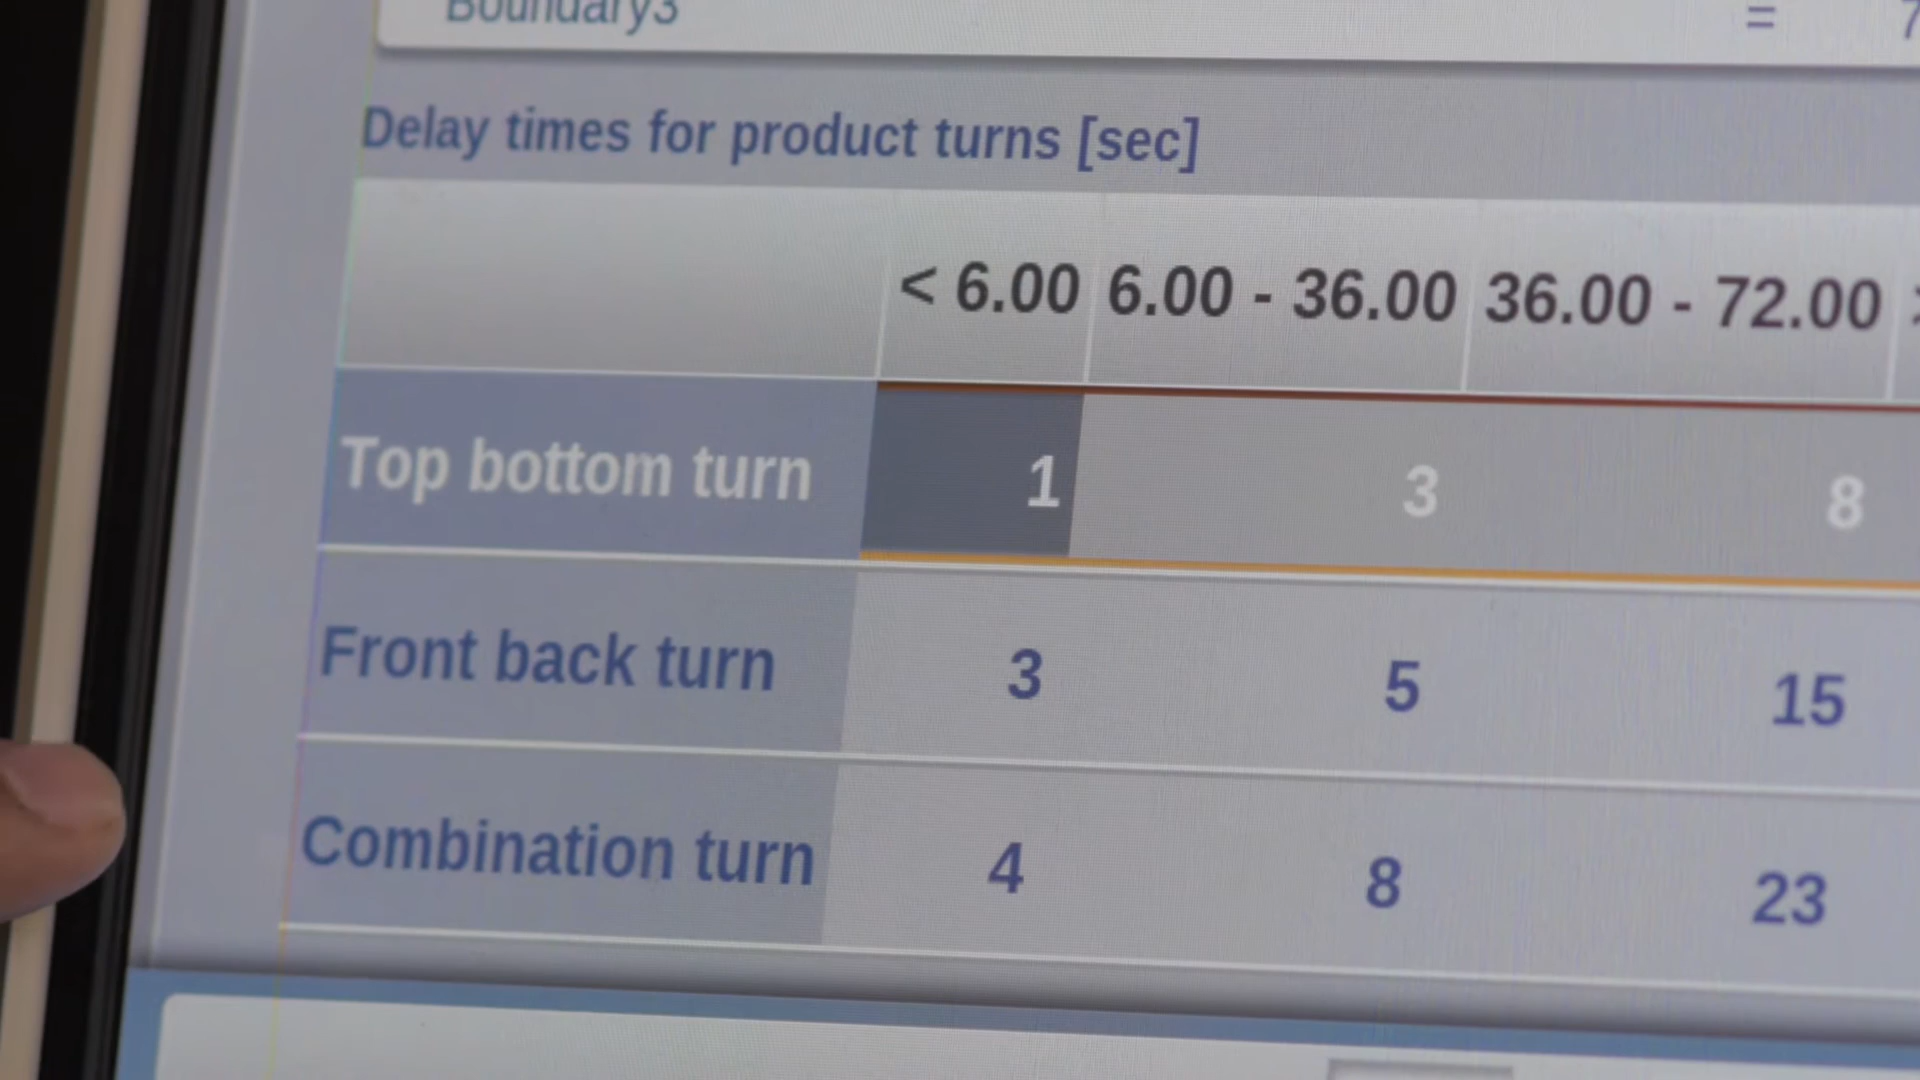 Boundary3 =
Delay times for product turns [sec]
< 6.00 6.00 - 36.00 36.00 - 72.00
Top bottom turn 1 3 8
Front back turn 3 5 15
Combination turn 4 8 23